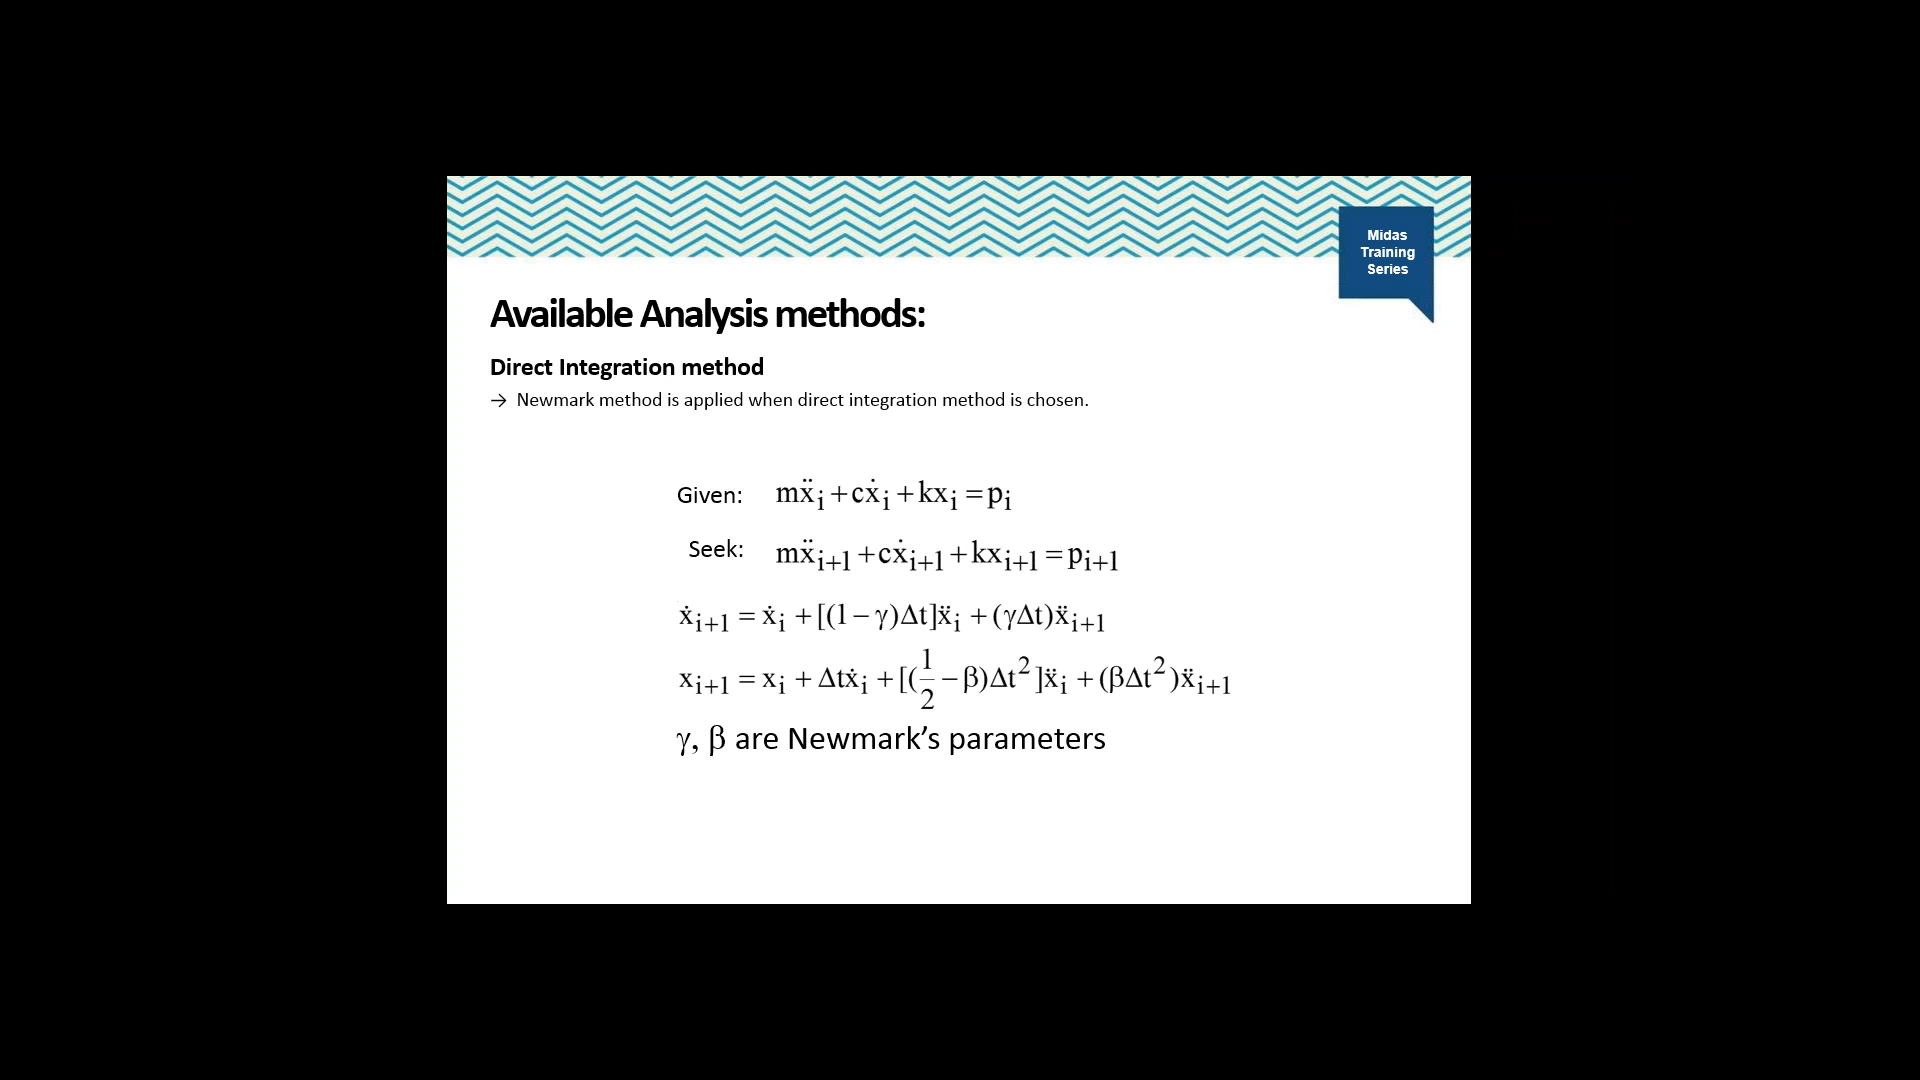 Midas
Training
Series
Available Analysis methods:
Direct Integration method
→ Newmark method is applied when direct integration method is chosen.
Given: mẍᵢ + cẋᵢ + kxᵢ = pᵢ
Seek: mẍᵢ₊₁ + cẋᵢ₊₁ + kxᵢ₊₁ = pᵢ₊₁
ẋᵢ₊₁ = ẋᵢ + [(1 − γ)Δt]ẍᵢ + (γΔt)ẍᵢ₊₁
xᵢ₊₁ = xᵢ + Δtẋᵢ + [(1/2 − β)Δt²]ẍᵢ + (βΔt²)ẍᵢ₊₁
γ, β are Newmark’s parameters